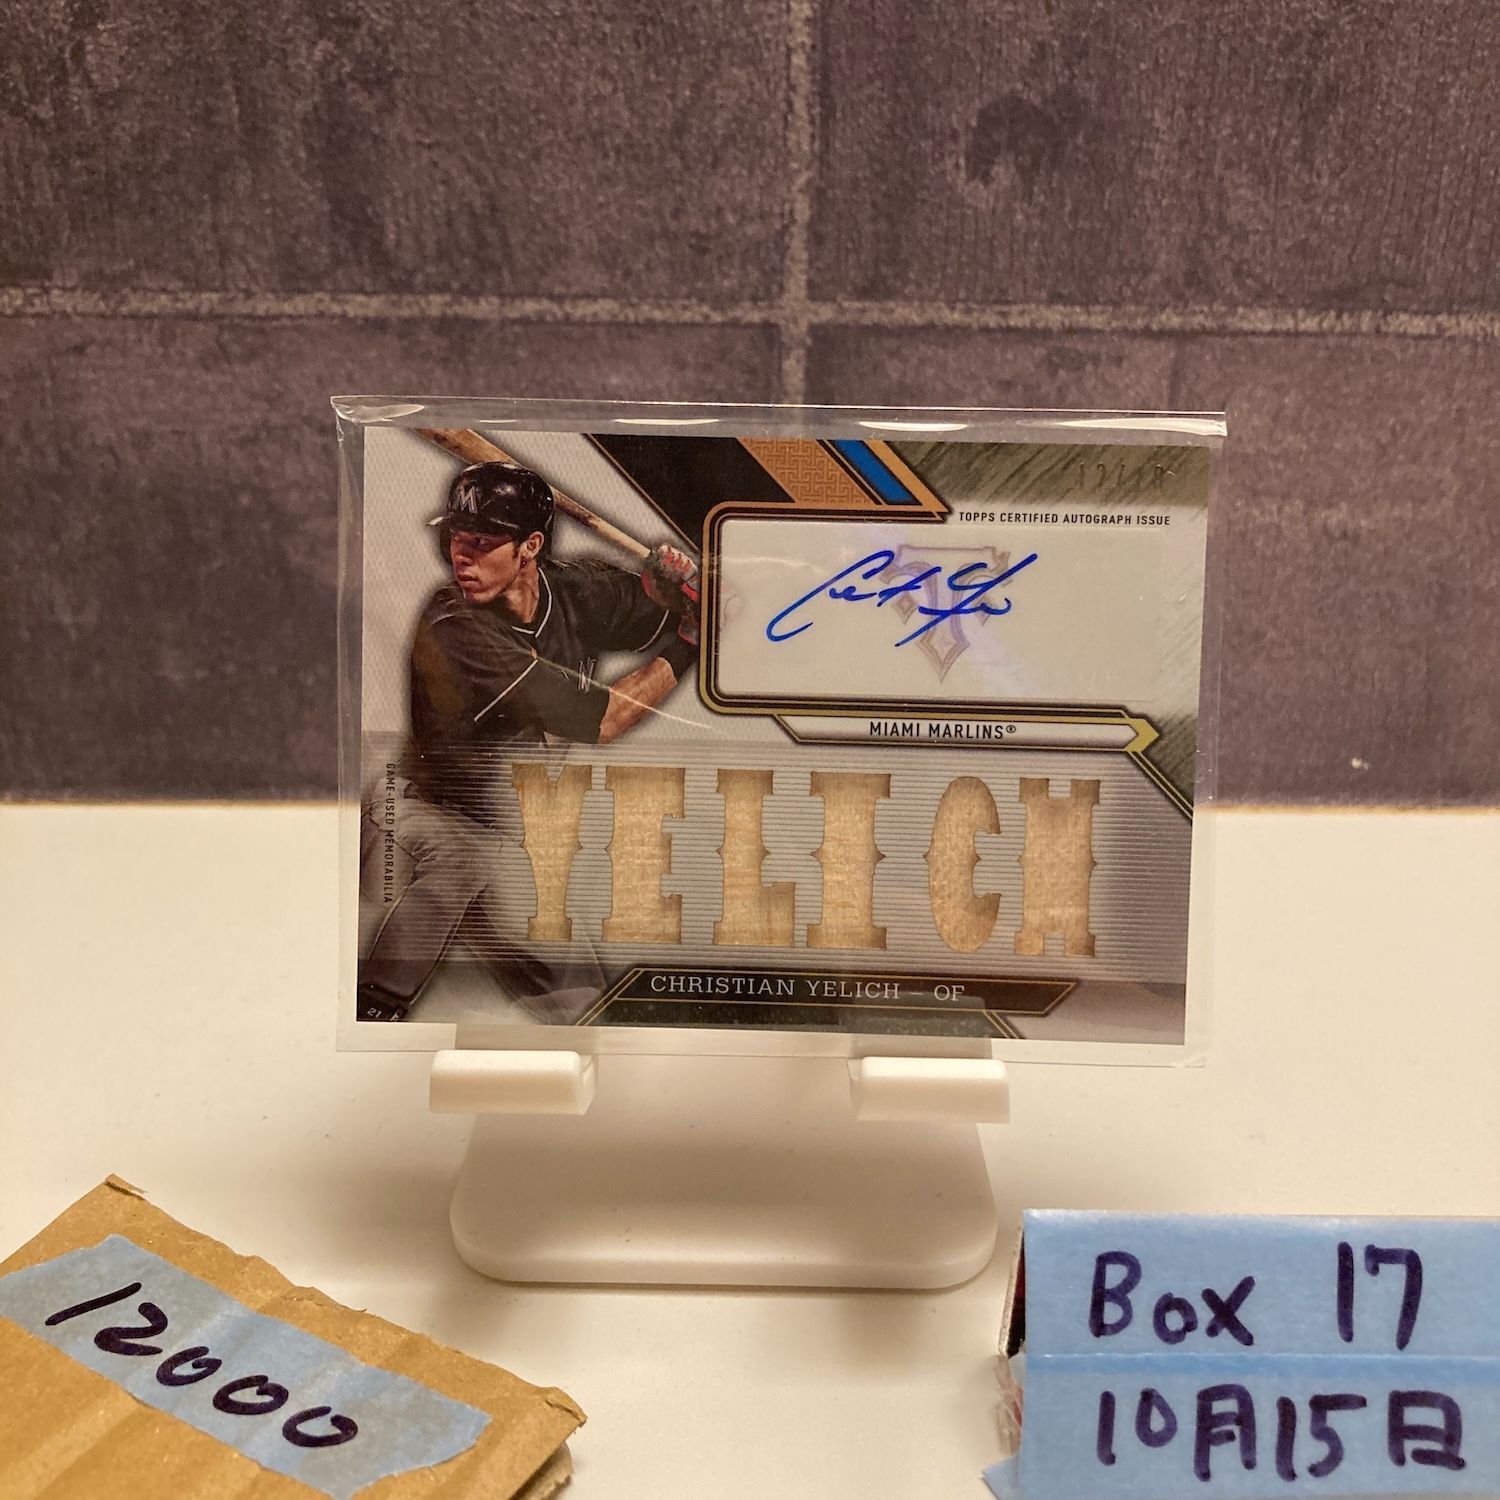 TOPPS CERTIFIED AUTOGRAPH ISSUE
MIAMI MARLINS®
GAME-USED MEMORABILIA
YELICH
CHRISTIAN YELICH – OF
21
12000
Box 17
10月15日